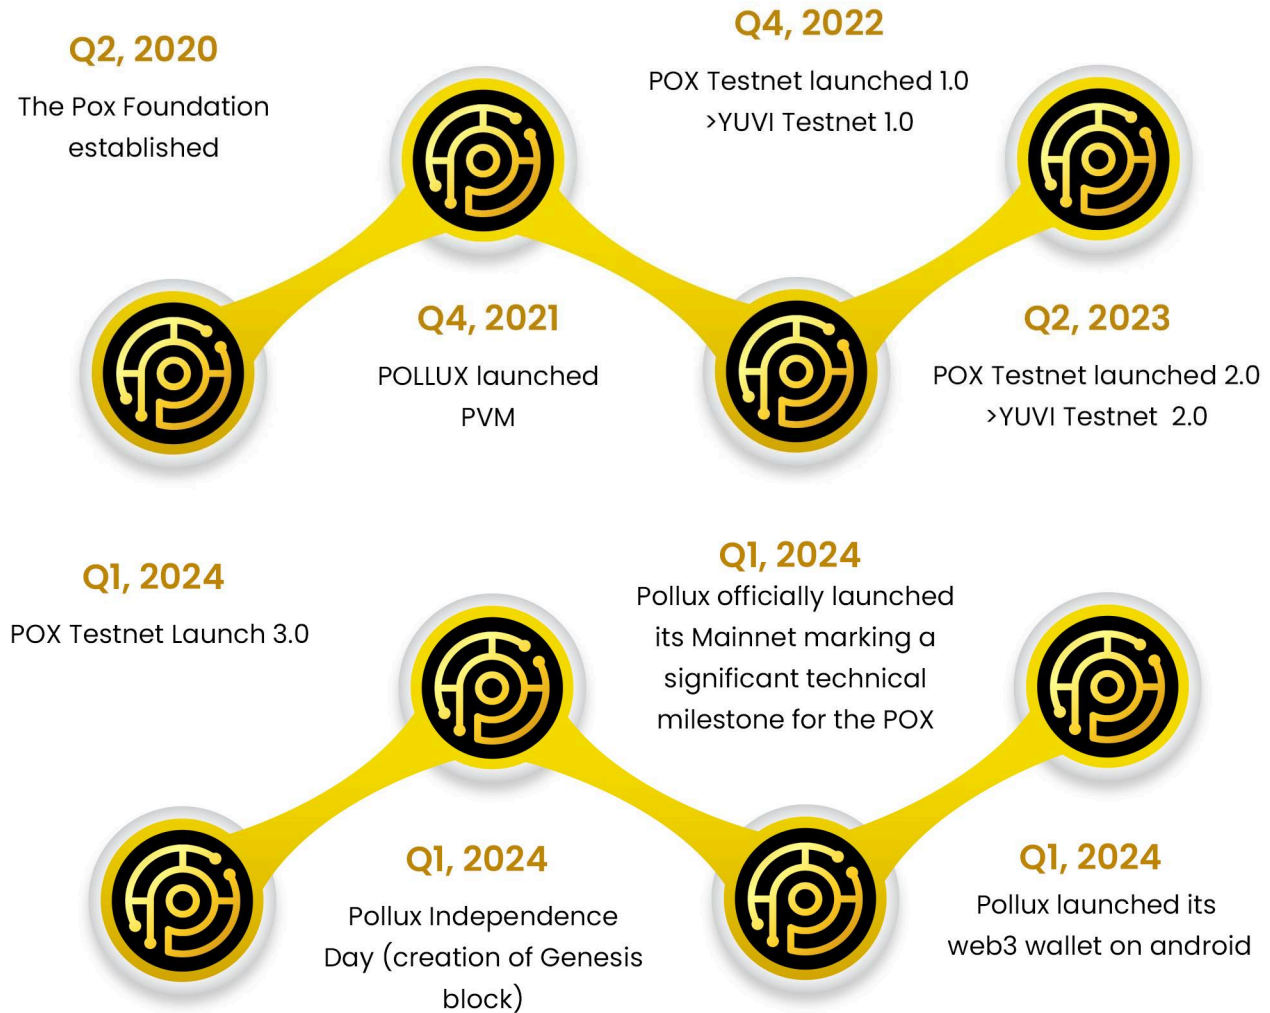 Q2, 2020
The Pox Foundation
established
Q4, 2021
POLLUX launched
PVM
Q4, 2022
POX Testnet launched 1.0
>YUVI Testnet 1.0
Q2, 2023
POX Testnet launched 2.0
>YUVI Testnet 2.0
Q1, 2024
POX Testnet Launch 3.0
Q1, 2024
Pollux Independence
Day (creation of Genesis
block)
Q1, 2024
Pollux officially launched
its Mainnet marking a
significant technical
milestone for the POX
Q1, 2024
Pollux launched its
web3 wallet on android